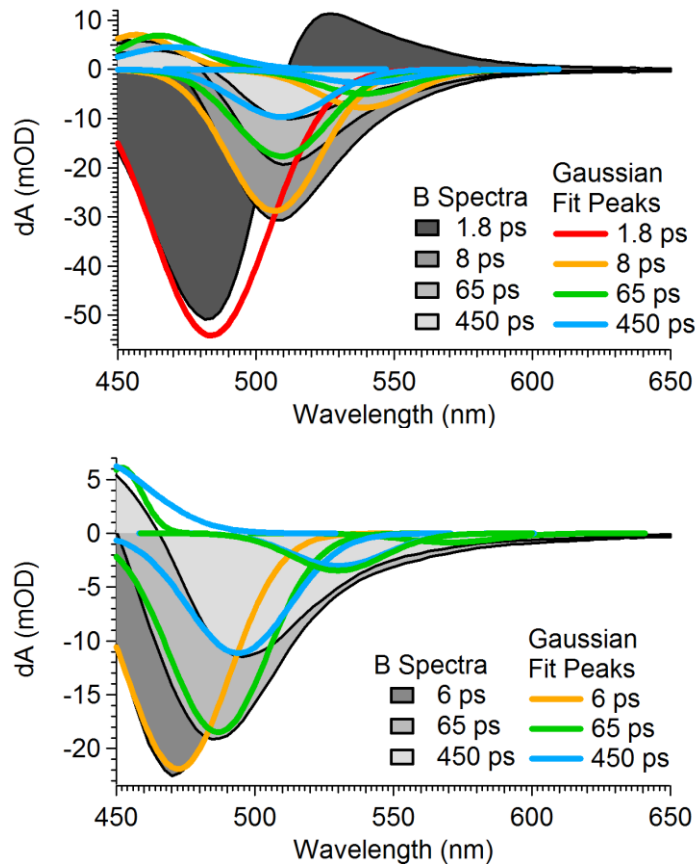 10
0
-10
-20
-30
-40
-50
dA (mOD)
B Spectra
1.8 ps
8 ps
65 ps
450 ps
Gaussian
Fit Peaks
1.8 ps
8 ps
65 ps
450 ps
450 500 550 600 650
Wavelength (nm)
5
0
-5
-10
-15
-20
dA (mOD)
B Spectra
6 ps
65 ps
450 ps
Gaussian
Fit Peaks
6 ps
65 ps
450 ps
450 500 550 600 650
Wavelength (nm)